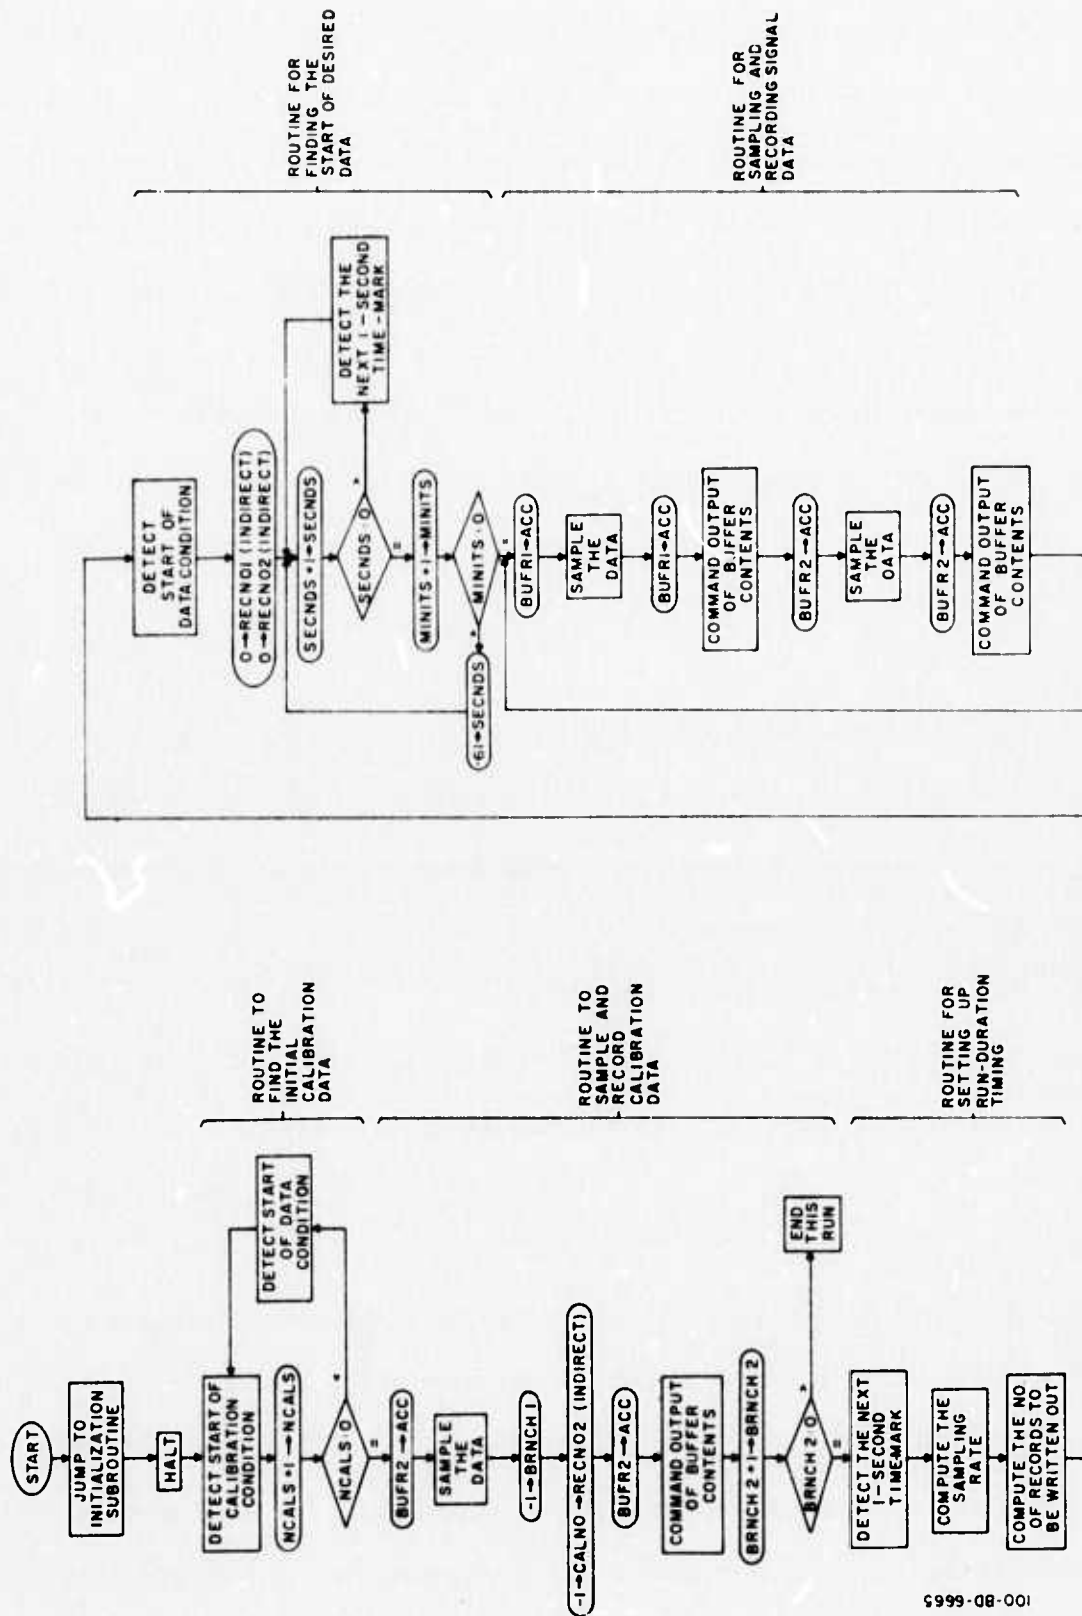 START
JUMP TO
INITIALIZATION
SUBROUTINE
HALT
DETECT START OF
CALIBRATION
CONDITION
NCALS+1→NCALS
NCALS:0
≠
=
DETECT START
OF DATA
CONDITION
BUFR2→ACC
SAMPLE
THE
DATA
-1→BRNCH1
-1→CALNO→RECNO2 (INDIRECT)
BUFR2→ACC
COMMAND OUTPUT
OF BUFFER
CONTENTS
BRNCH2+1→BRNCH2
BRNCH2:0
≠
=
END
THIS
RUN
DETECT THE NEXT
1-SECOND
TIMEMARK
COMPUTE THE
SAMPLING
RATE
COMPUTE THE NO.
OF RECORDS TO
BE WRITTEN OUT
ROUTINE TO
FIND THE
INITIAL
CALIBRATION
DATA
ROUTINE TO
SAMPLE AND
RECORD
CALIBRATION
DATA
ROUTINE FOR
SETTING UP
RUN-DURATION
TIMING
DETECT
START OF
DATA CONDITION
0→RECNO1 (INDIRECT)
0→RECNO2 (INDIRECT)
SECNDS+1→SECNDS
SECNDS:0
≠
=
DETECT THE
NEXT 1-SECOND
TIME-MARK
MINITS+1→MINITS
MINITS:0
≠
=
-61→SECNDS
BUFR1→ACC
SAMPLE
THE
DATA
BUFR1→ACC
COMMAND OUTPUT
OF BUFFER
CONTENTS
BUFR2→ACC
SAMPLE
THE
DATA
BUFR2→ACC
COMMAND OUTPUT
OF BUFFER
CONTENTS
ROUTINE FOR
FINDING THE
START OF DESIRED
DATA
ROUTINE FOR
SAMPLING AND
RECORDING SIGNAL
DATA
100-BD-6665